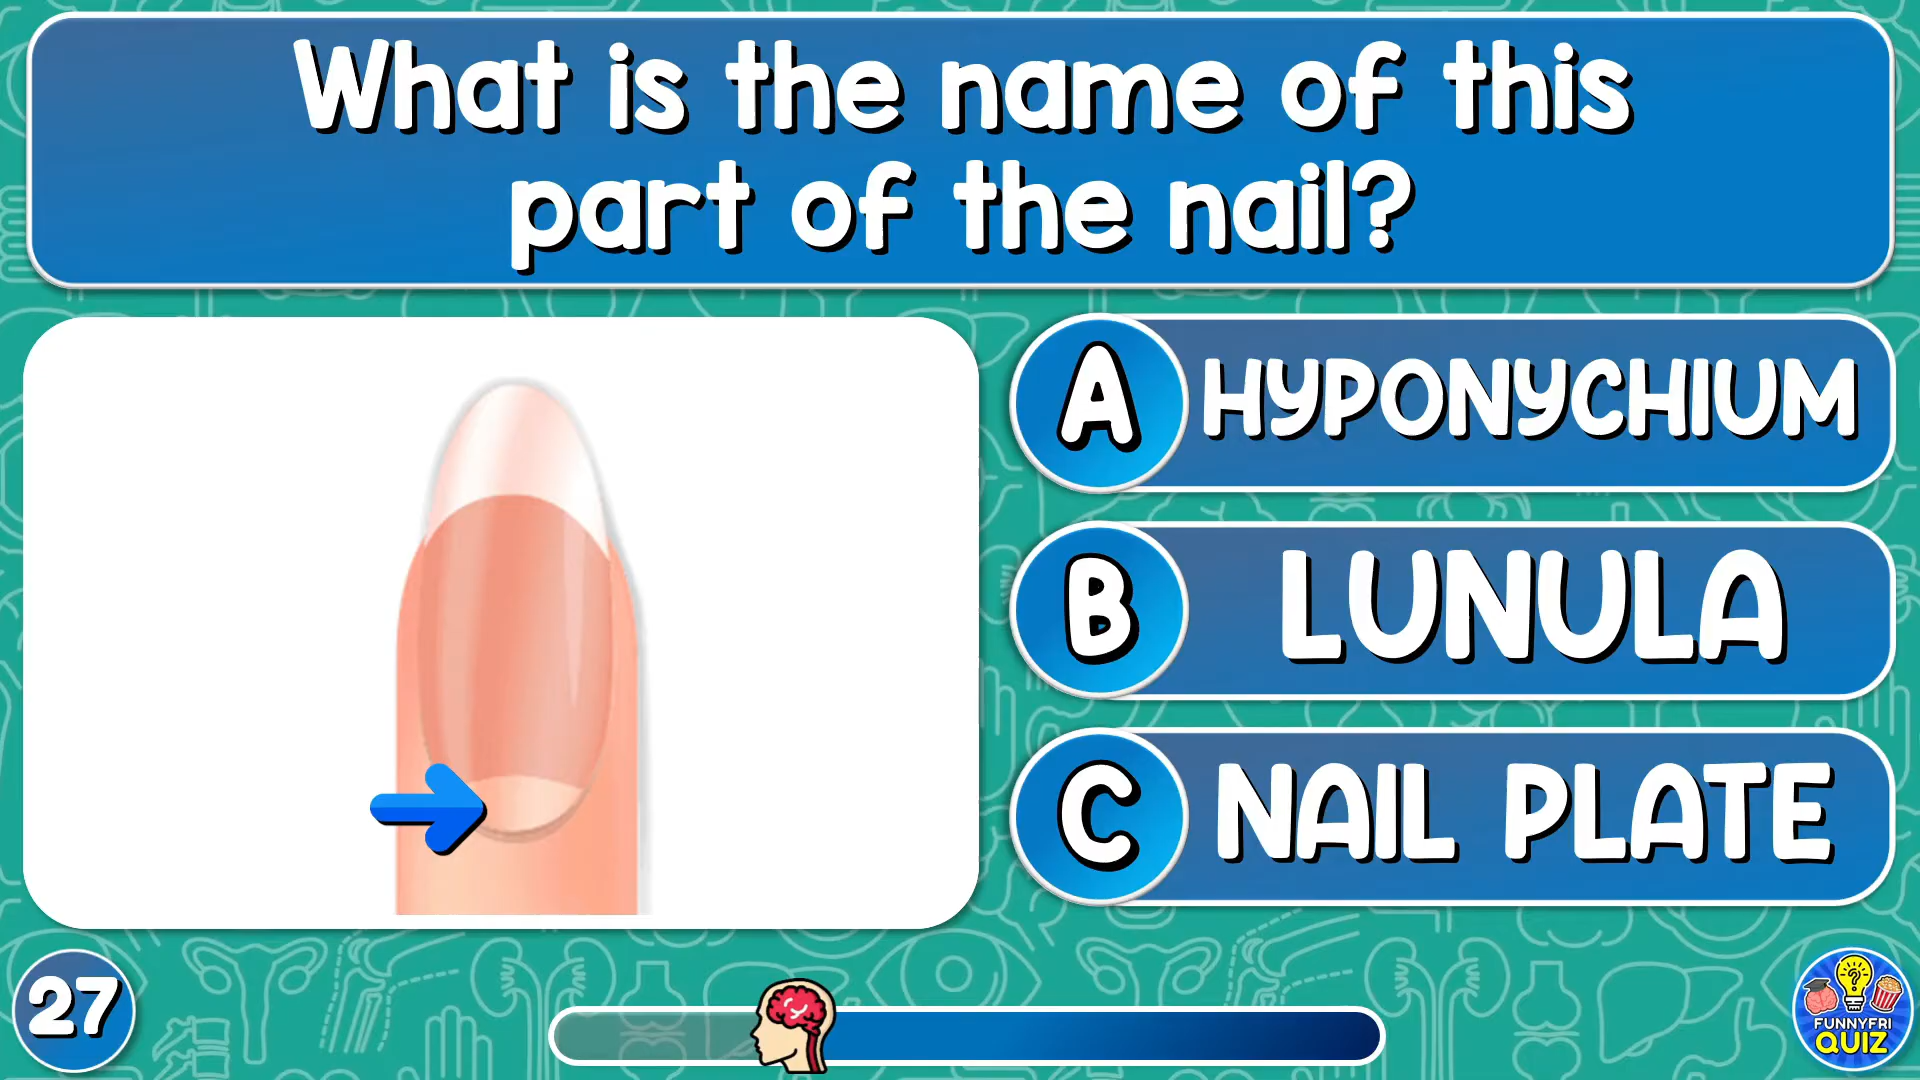 What is the name of this
part of the nail?
A HYPONYCHIUM
B LUNULA
C NAIL PLATE
27
?
FUNNYFRI
QUIZ